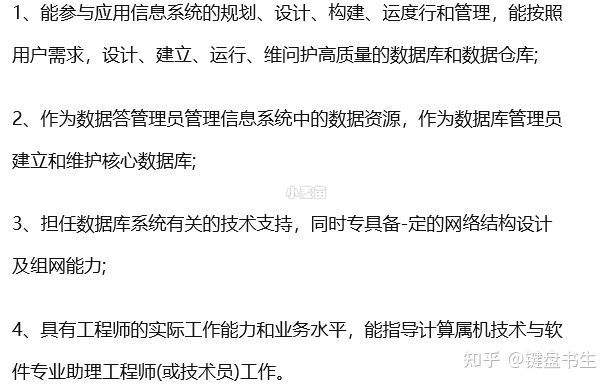 1、能参与应用信息系统的规划、设计、构建、运度行和管理，能按照
用户需求，设计、建立、运行、维问护高质量的数据库和数据仓库;
2、作为数据答管理员管理信息系统中的数据资源，作为数据库管理员
建立和维护核心数据库;
小麦苗
3、担任数据库系统有关的技术支持，同时专具备-定的网络结构设计
及组网能力;
4、具有工程师的实际工作能力和业务水平，能指导计算属机技术与软
件专业助理工程师(或技术员)工作。
知乎 @键盘书生